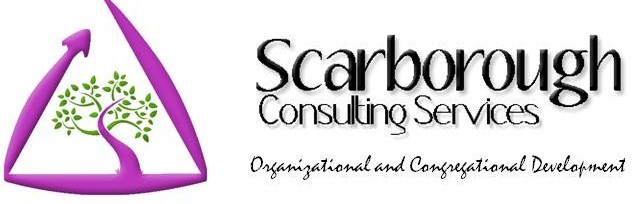 Scarborough
Consulting Services
Organizational and Congregational Development